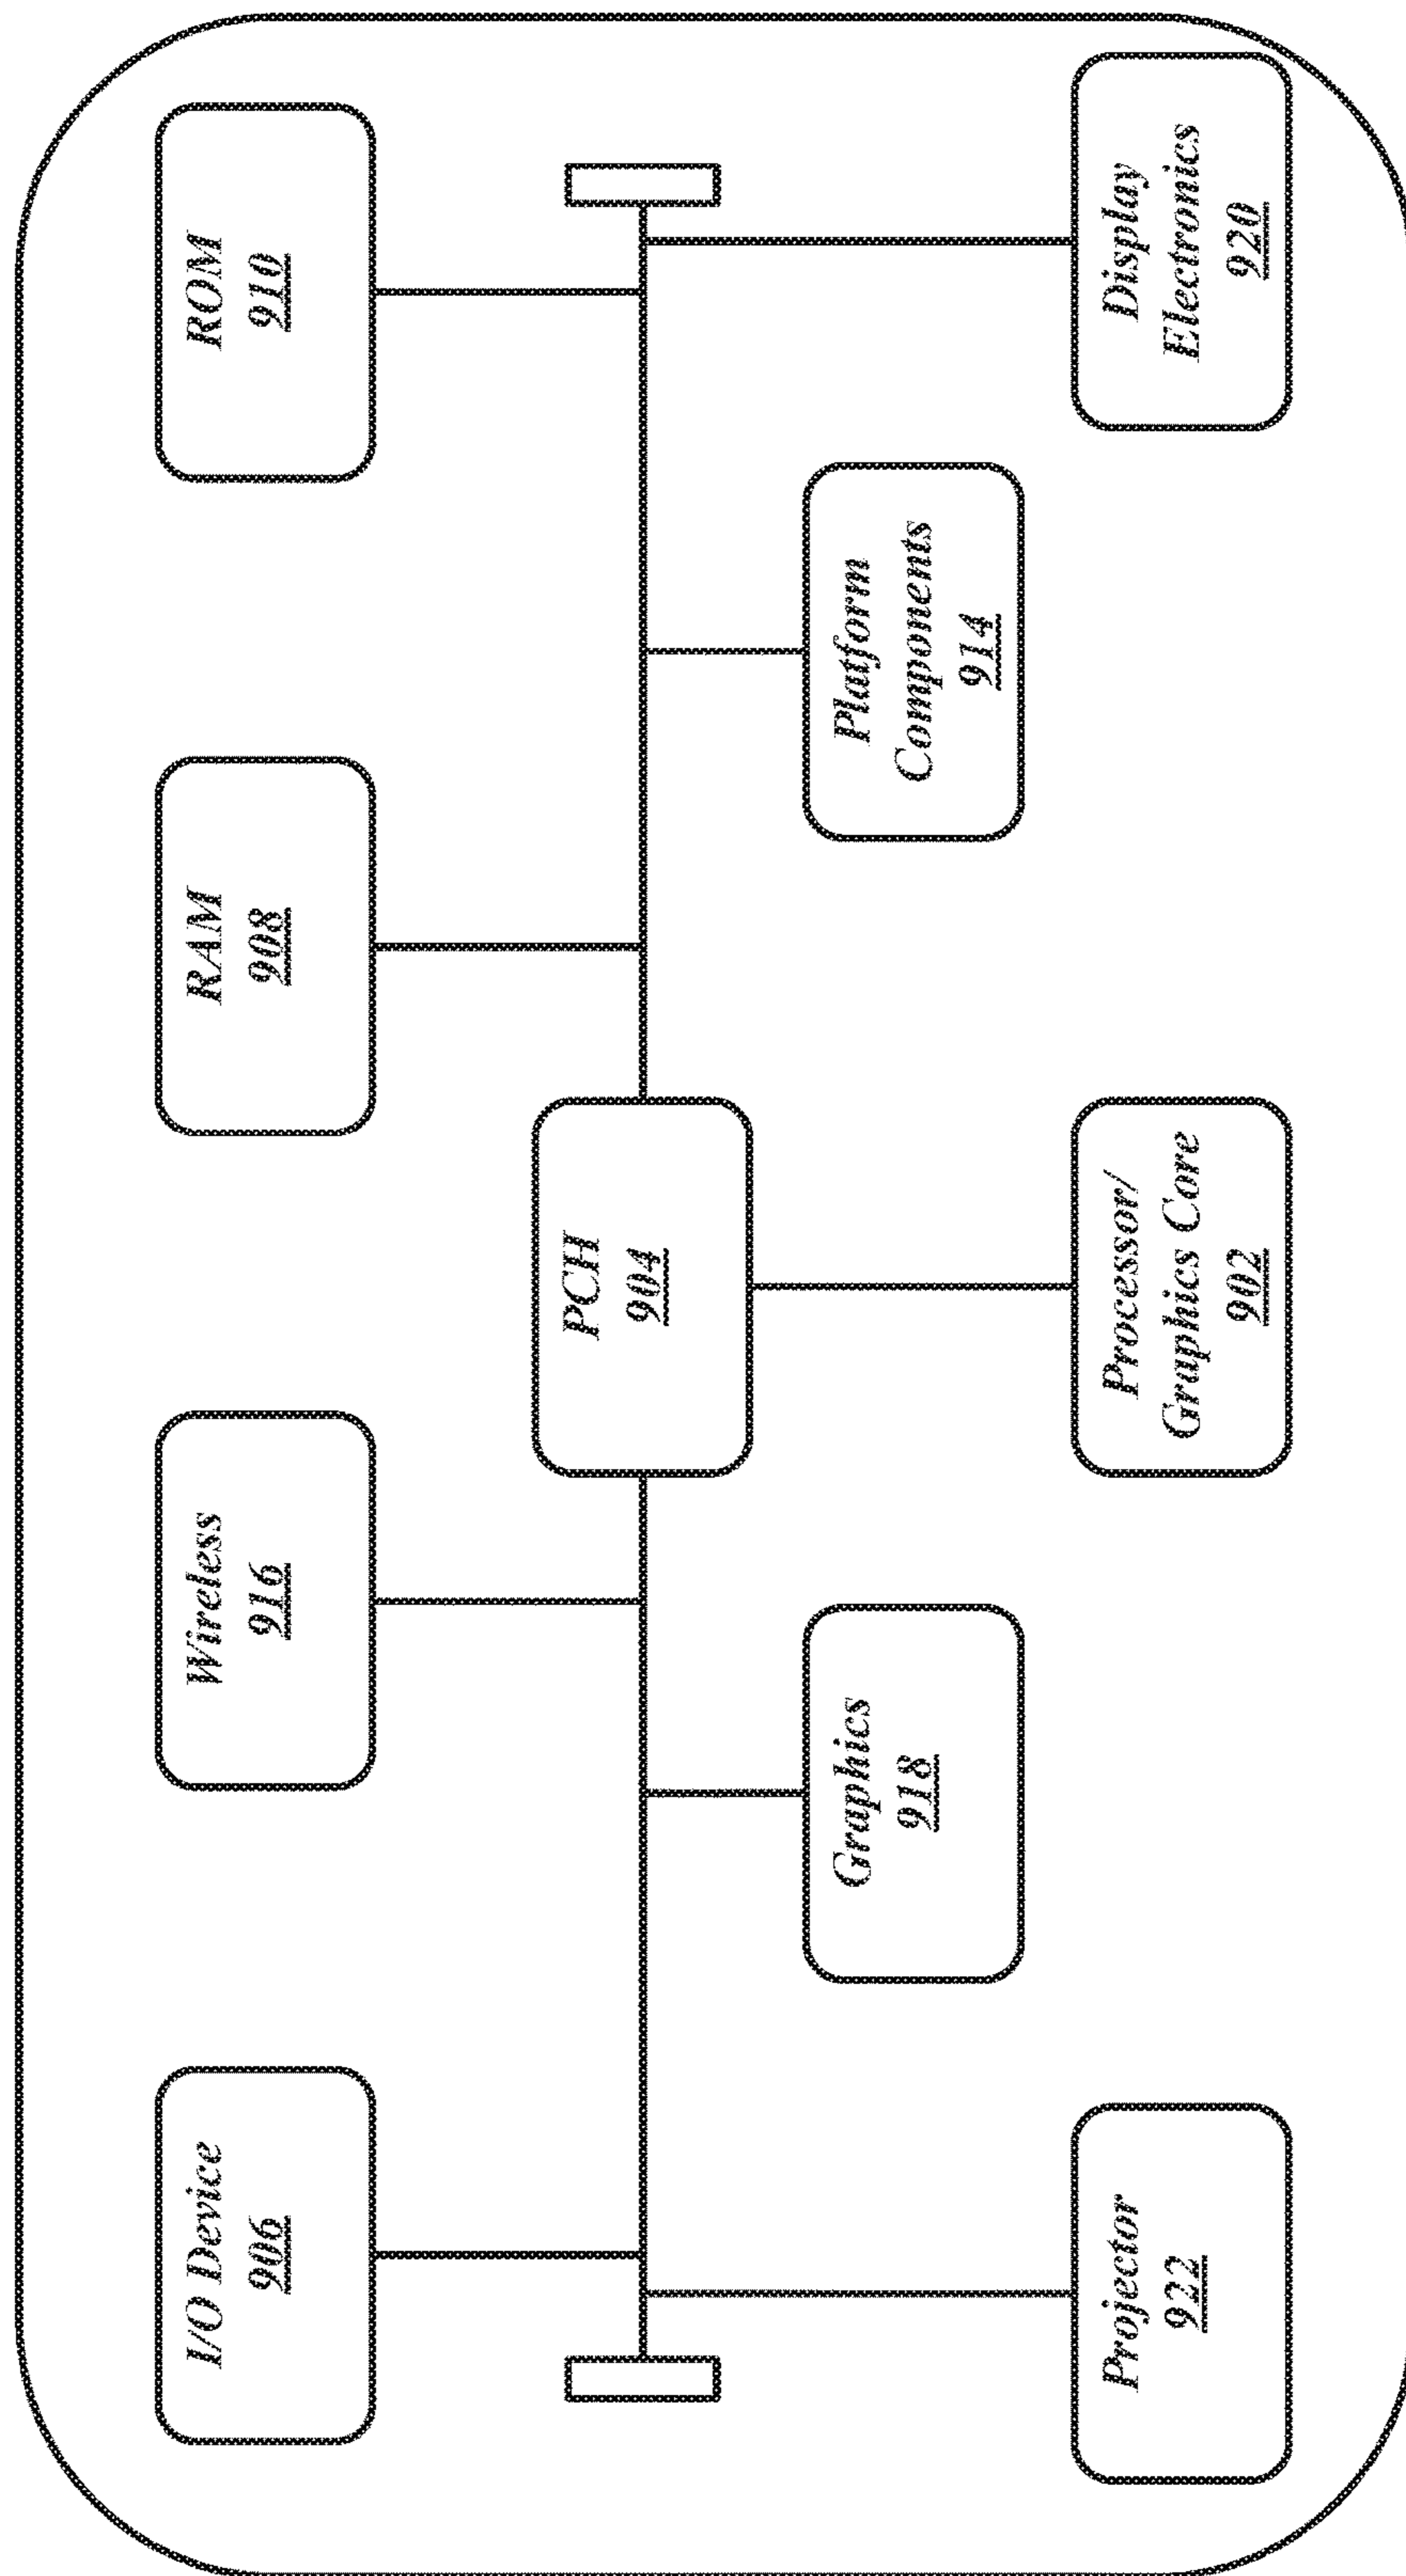 I/O Device
906
Wireless
916
RAM
908
ROM
910
PCH
904
Graphics
918
Platform
Components
914
Projector
922
Processor/
Graphics Core
902
Display
Electronics
920